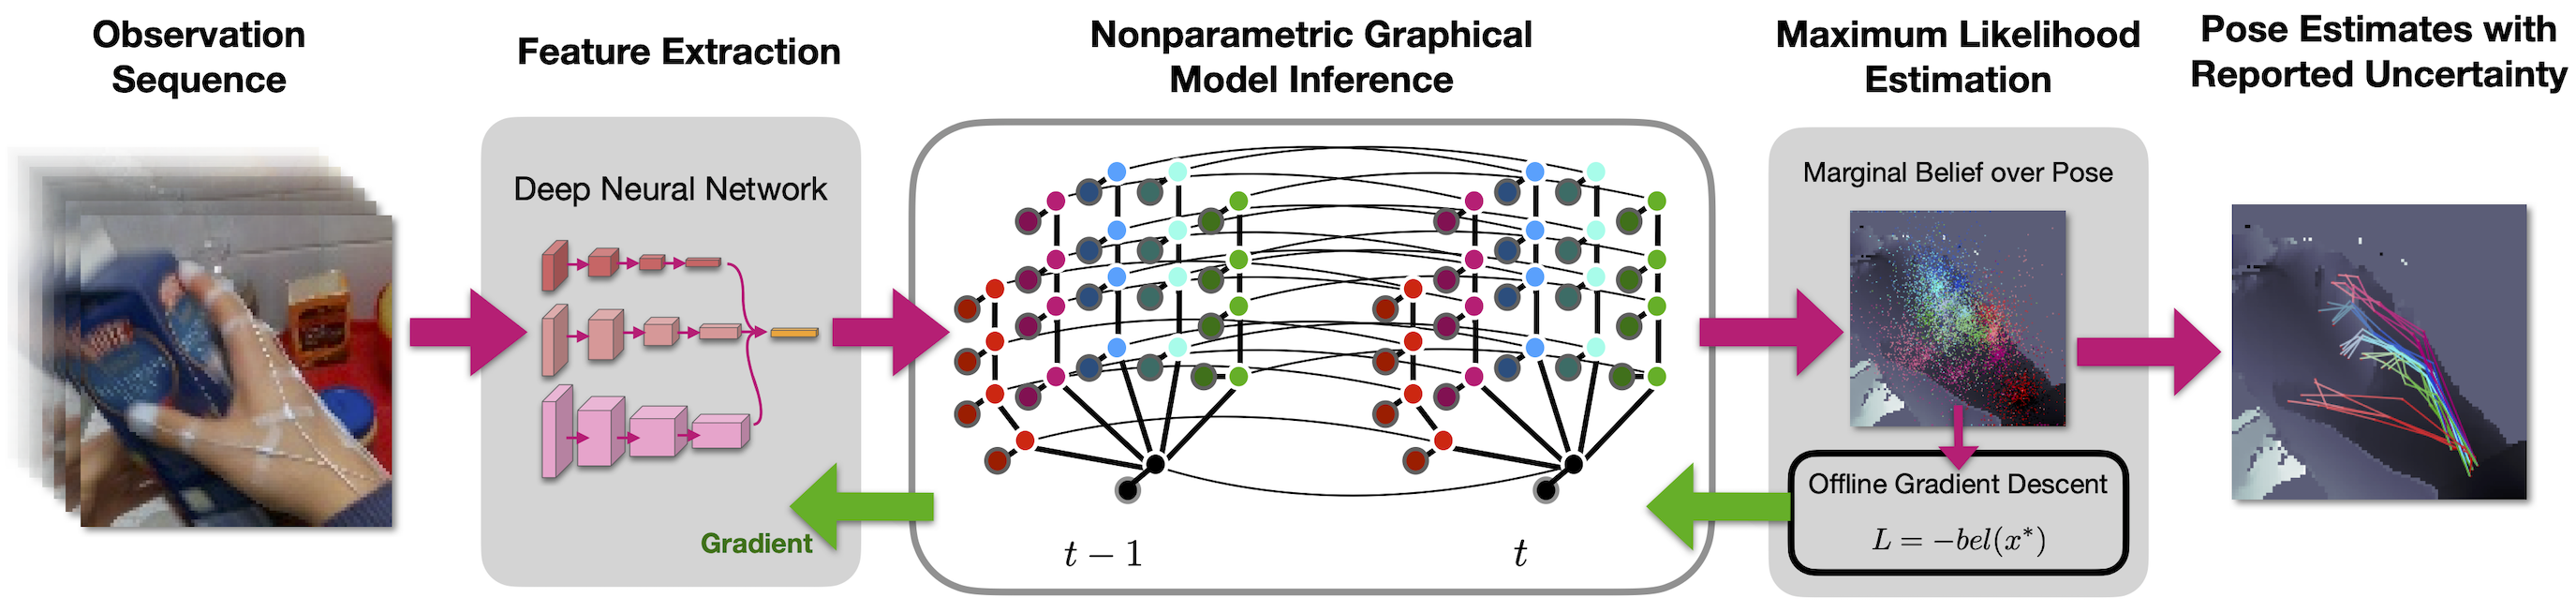 Observation
Sequence
Feature Extraction
Nonparametric Graphical
Model Inference
Maximum Likelihood
Estimation
Pose Estimates with
Reported Uncertainty
Deep Neural Network
Gradient
t − 1
t
Marginal Belief over Pose
Offline Gradient Descent
L = −bel(x*)